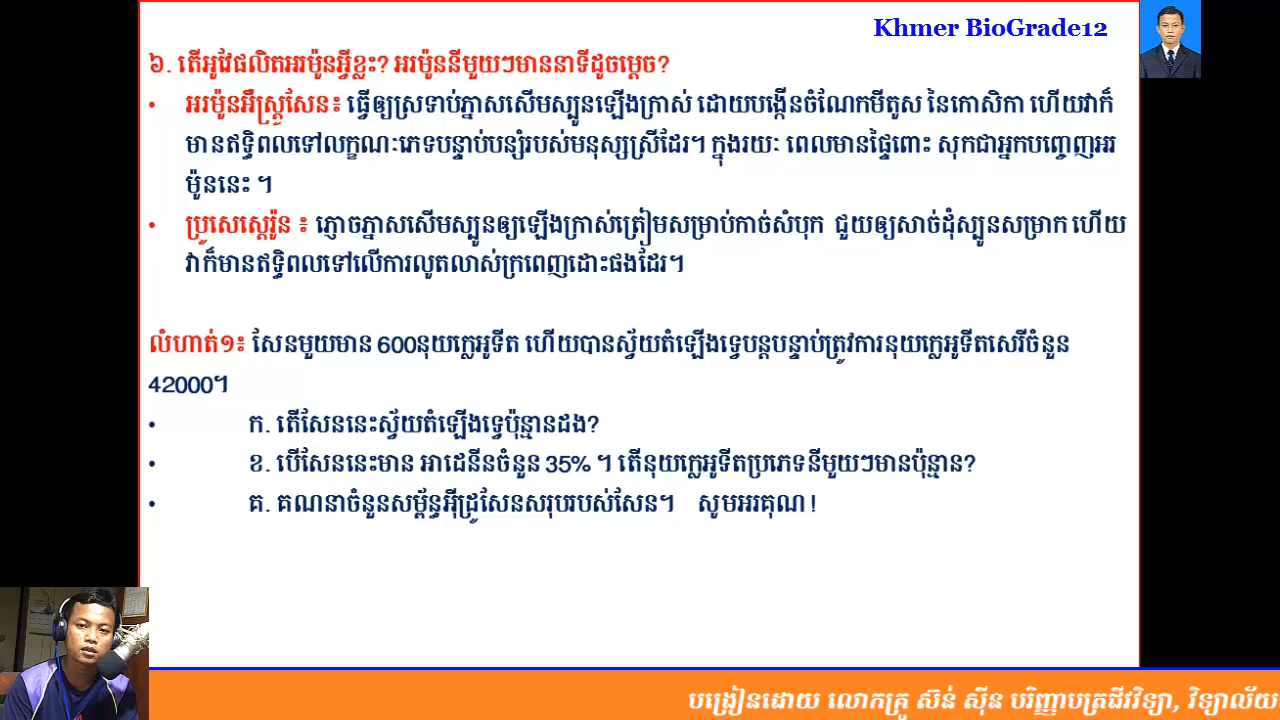 Khmer BioGrade12
៦. តើអូវែផលិតអរម៉ូនអ្វីខ្លះ? អរម៉ូននីមួយៗមាននាទីដូចម្ដេច?
• អរម៉ូនអឹស្ត្រូសែន៖ ធ្វើឲ្យស្រទាប់ភ្នាសសើមស្បូនឡើងក្រាស់ ដោយបង្កើនចំណែកមីតូស នៃកោសិកា ហើយវាក៏
មានឥទ្ធិពលទៅលក្ខណៈភេទបន្ទាប់បន្សំរបស់មនុស្សស្រីដែរ។ ក្នុងរយៈ ពេលមានផ្ទៃពោះ សុកជាអ្នកបញ្ចេញអរ
ម៉ូននេះ ។
• ប្រូសេស្តេរ៉ូន ៖ ភ្ញោចភ្នាសសើមស្បូនឲ្យឡើងក្រាស់ត្រៀមសម្រាប់កាច់សំបុក ជួយឲ្យសាច់ដុំស្បូនសម្រាក ហើយ
វាក៏មានឥទ្ធិពលទៅលើការលូតលាស់ក្រពេញដោះផងដែរ។
លំហាត់១៖ សែនមួយមាន 600នុយក្លេអូទីត ហើយបានស្វ័យតំឡើងទ្វេបន្តបន្ទាប់ត្រូវការនុយក្លេអូទីតសេរីចំនួន
42000។
• ក. តើសែននេះស្វ័យតំឡើងទ្វេប៉ុន្មានដង?
• ខ. បើសែននេះមាន អាដេនីនចំនួន 35% ។ តើនុយក្លេអូទីតប្រភេទនីមួយៗមានប៉ុន្មាន?
• គ. គណនាចំនួនសម្ព័ន្ធអ៊ីដ្រូសែនសរុបរបស់សែន។ សូមអរគុណ !
បង្រៀនដោយ លោកគ្រូ ស៊ន់ ស៊ីន បរិញ្ញាបត្រជីវវិទ្យា, វិទ្យាល័យ